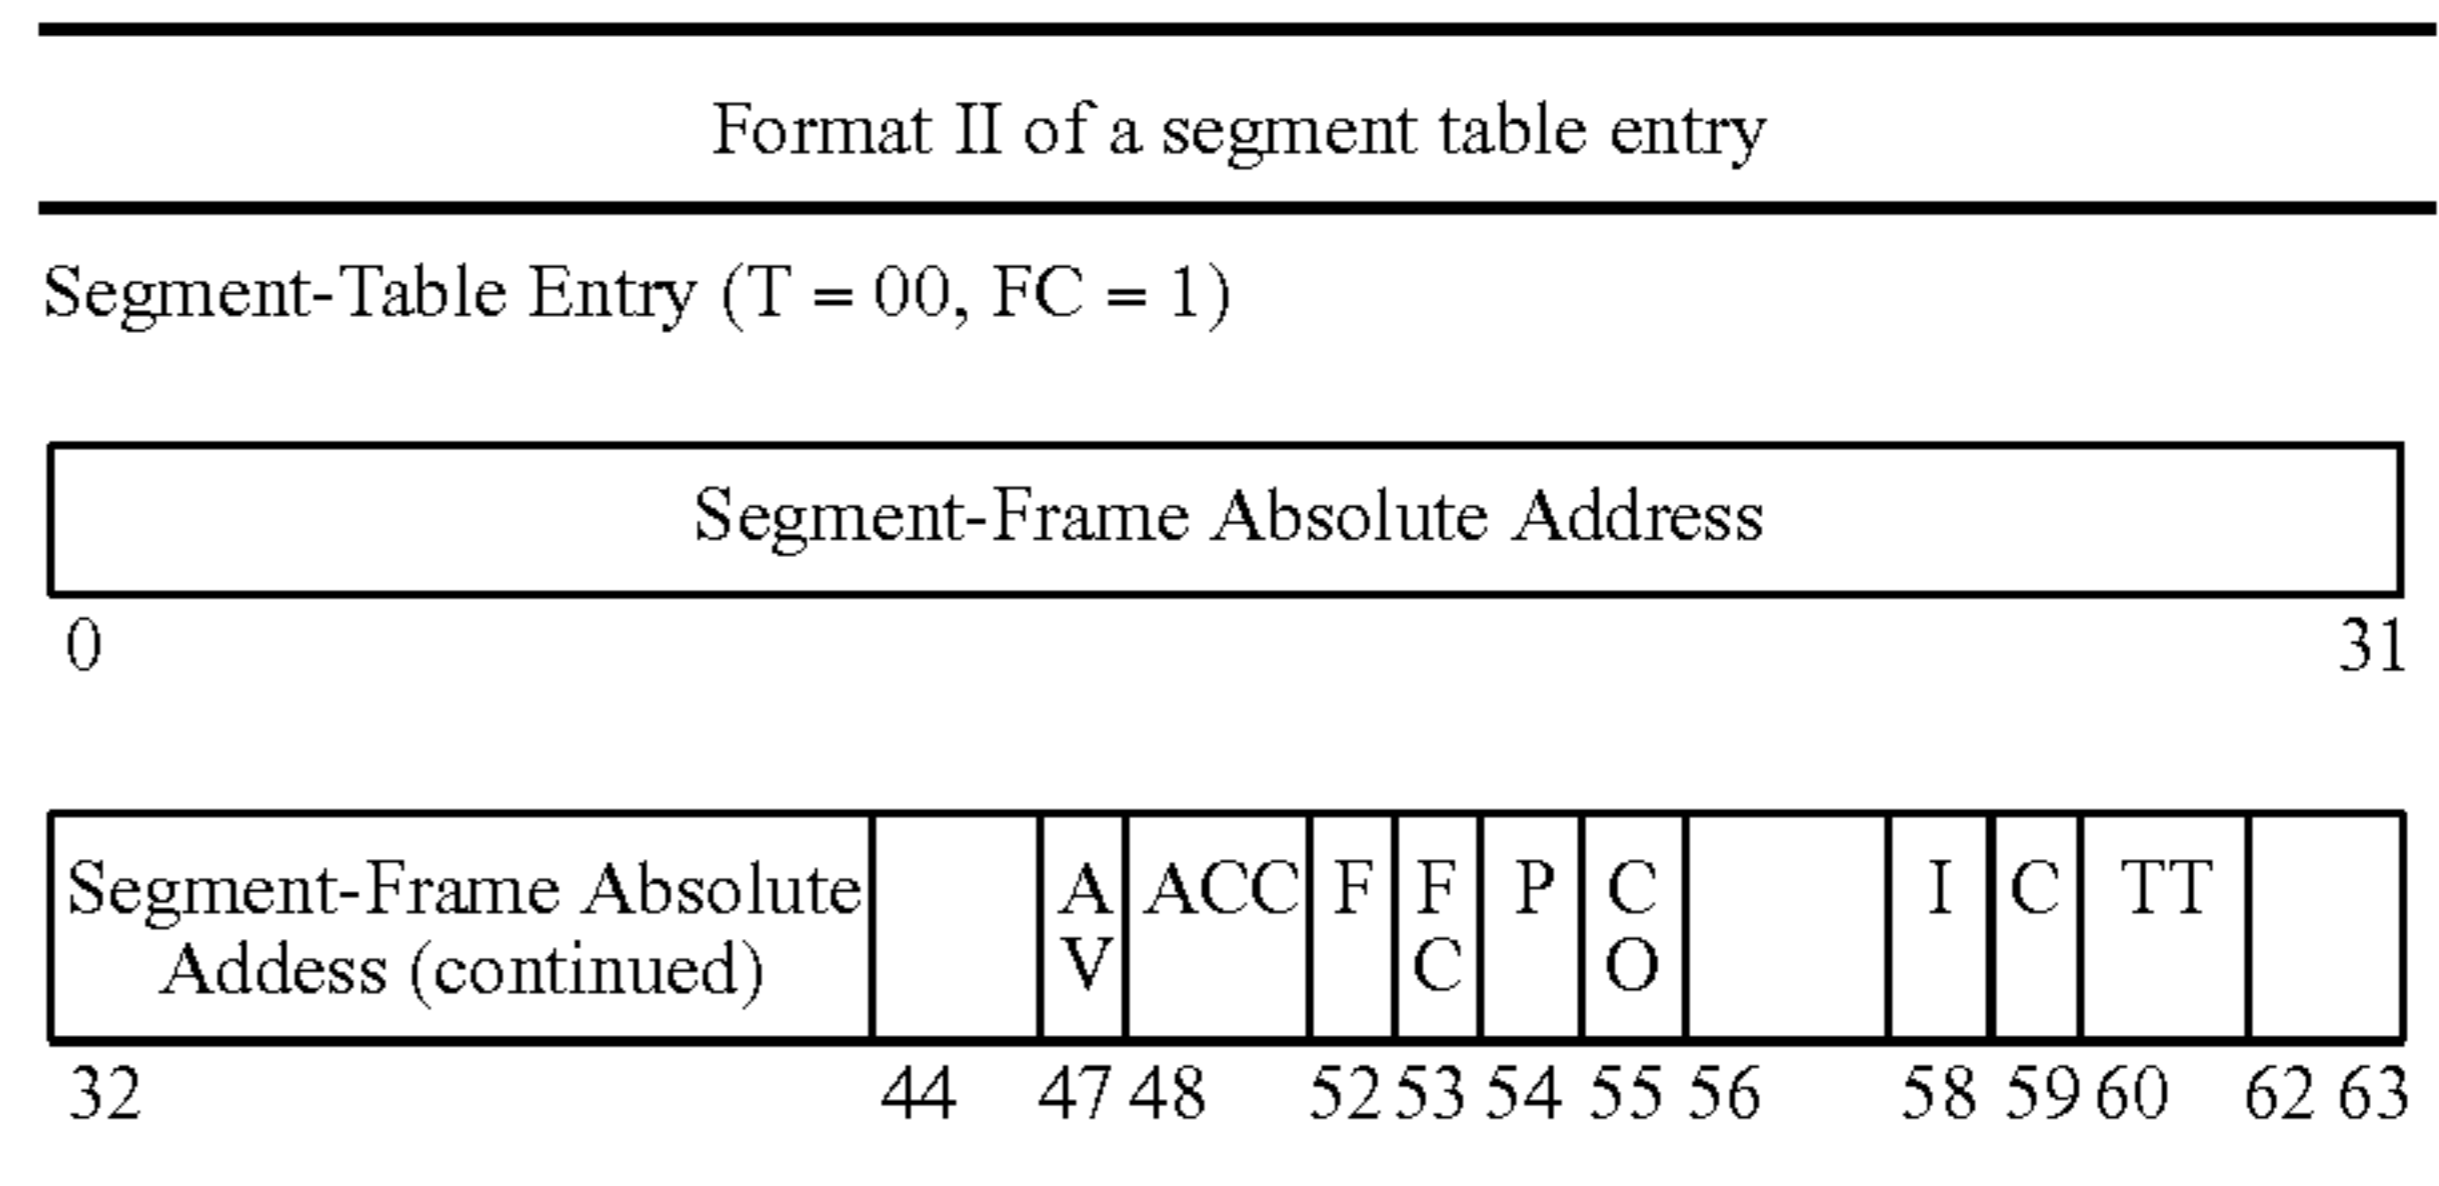 Format II of a segment table entry
Segment-Table Entry (T = 00, FC = 1)
Segment-Frame Absolute Address
0 31
Segment-Frame Absolute Addess (continued)
A V
ACC
F
F C
P
C O
I
C
TT
32 44 47 48 52 53 54 55 56 58 59 60 62 63